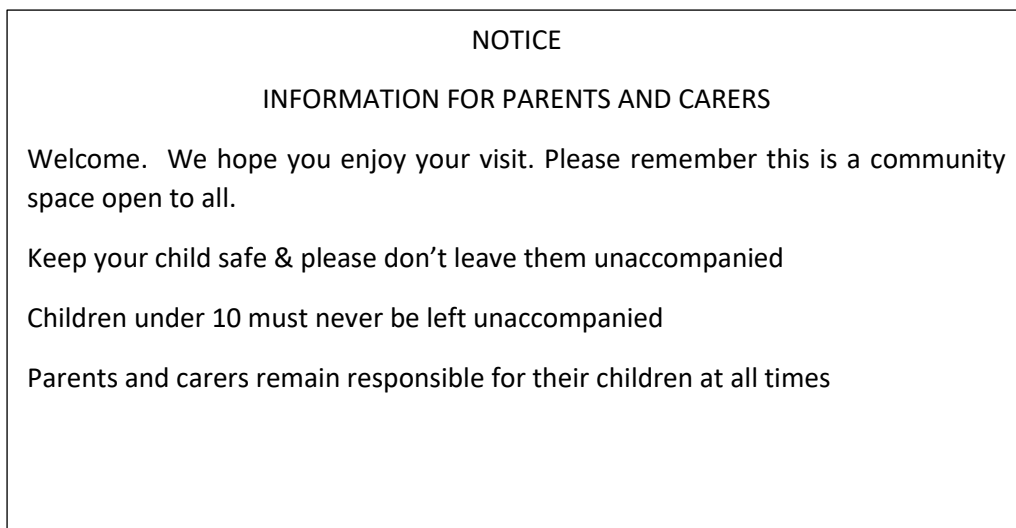 NOTICE
INFORMATION FOR PARENTS AND CARERS
Welcome.  We hope you enjoy your visit. Please remember this is a community
space open to all.
Keep your child safe & please don’t leave them unaccompanied
Children under 10 must never be left unaccompanied
Parents and carers remain responsible for their children at all times